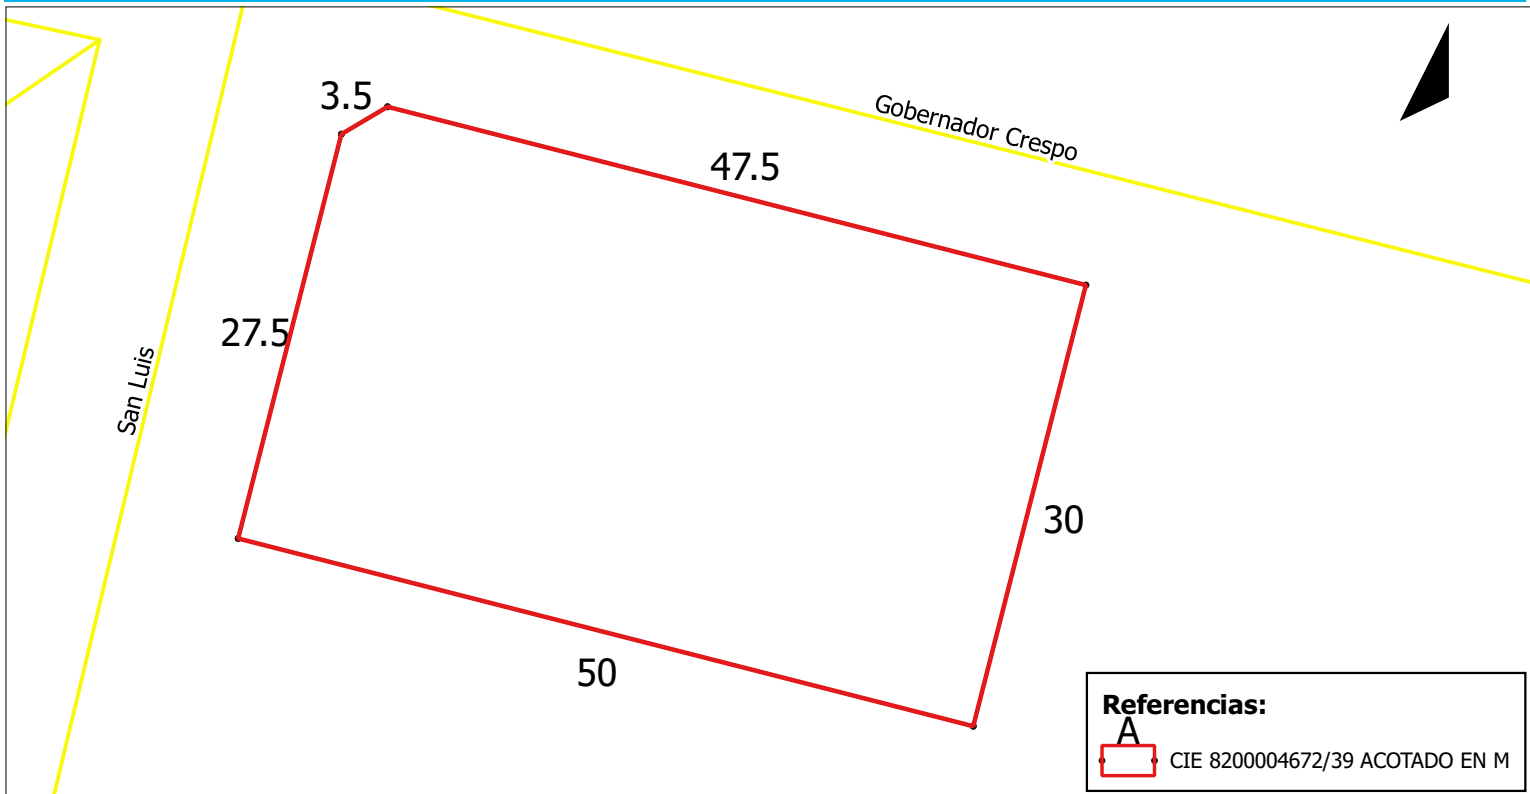 3.5
Gobernador Crespo
47.5
27.5
San Luis
30
50
Referencias:
A
CIE 8200004672/39 ACOTADO EN M